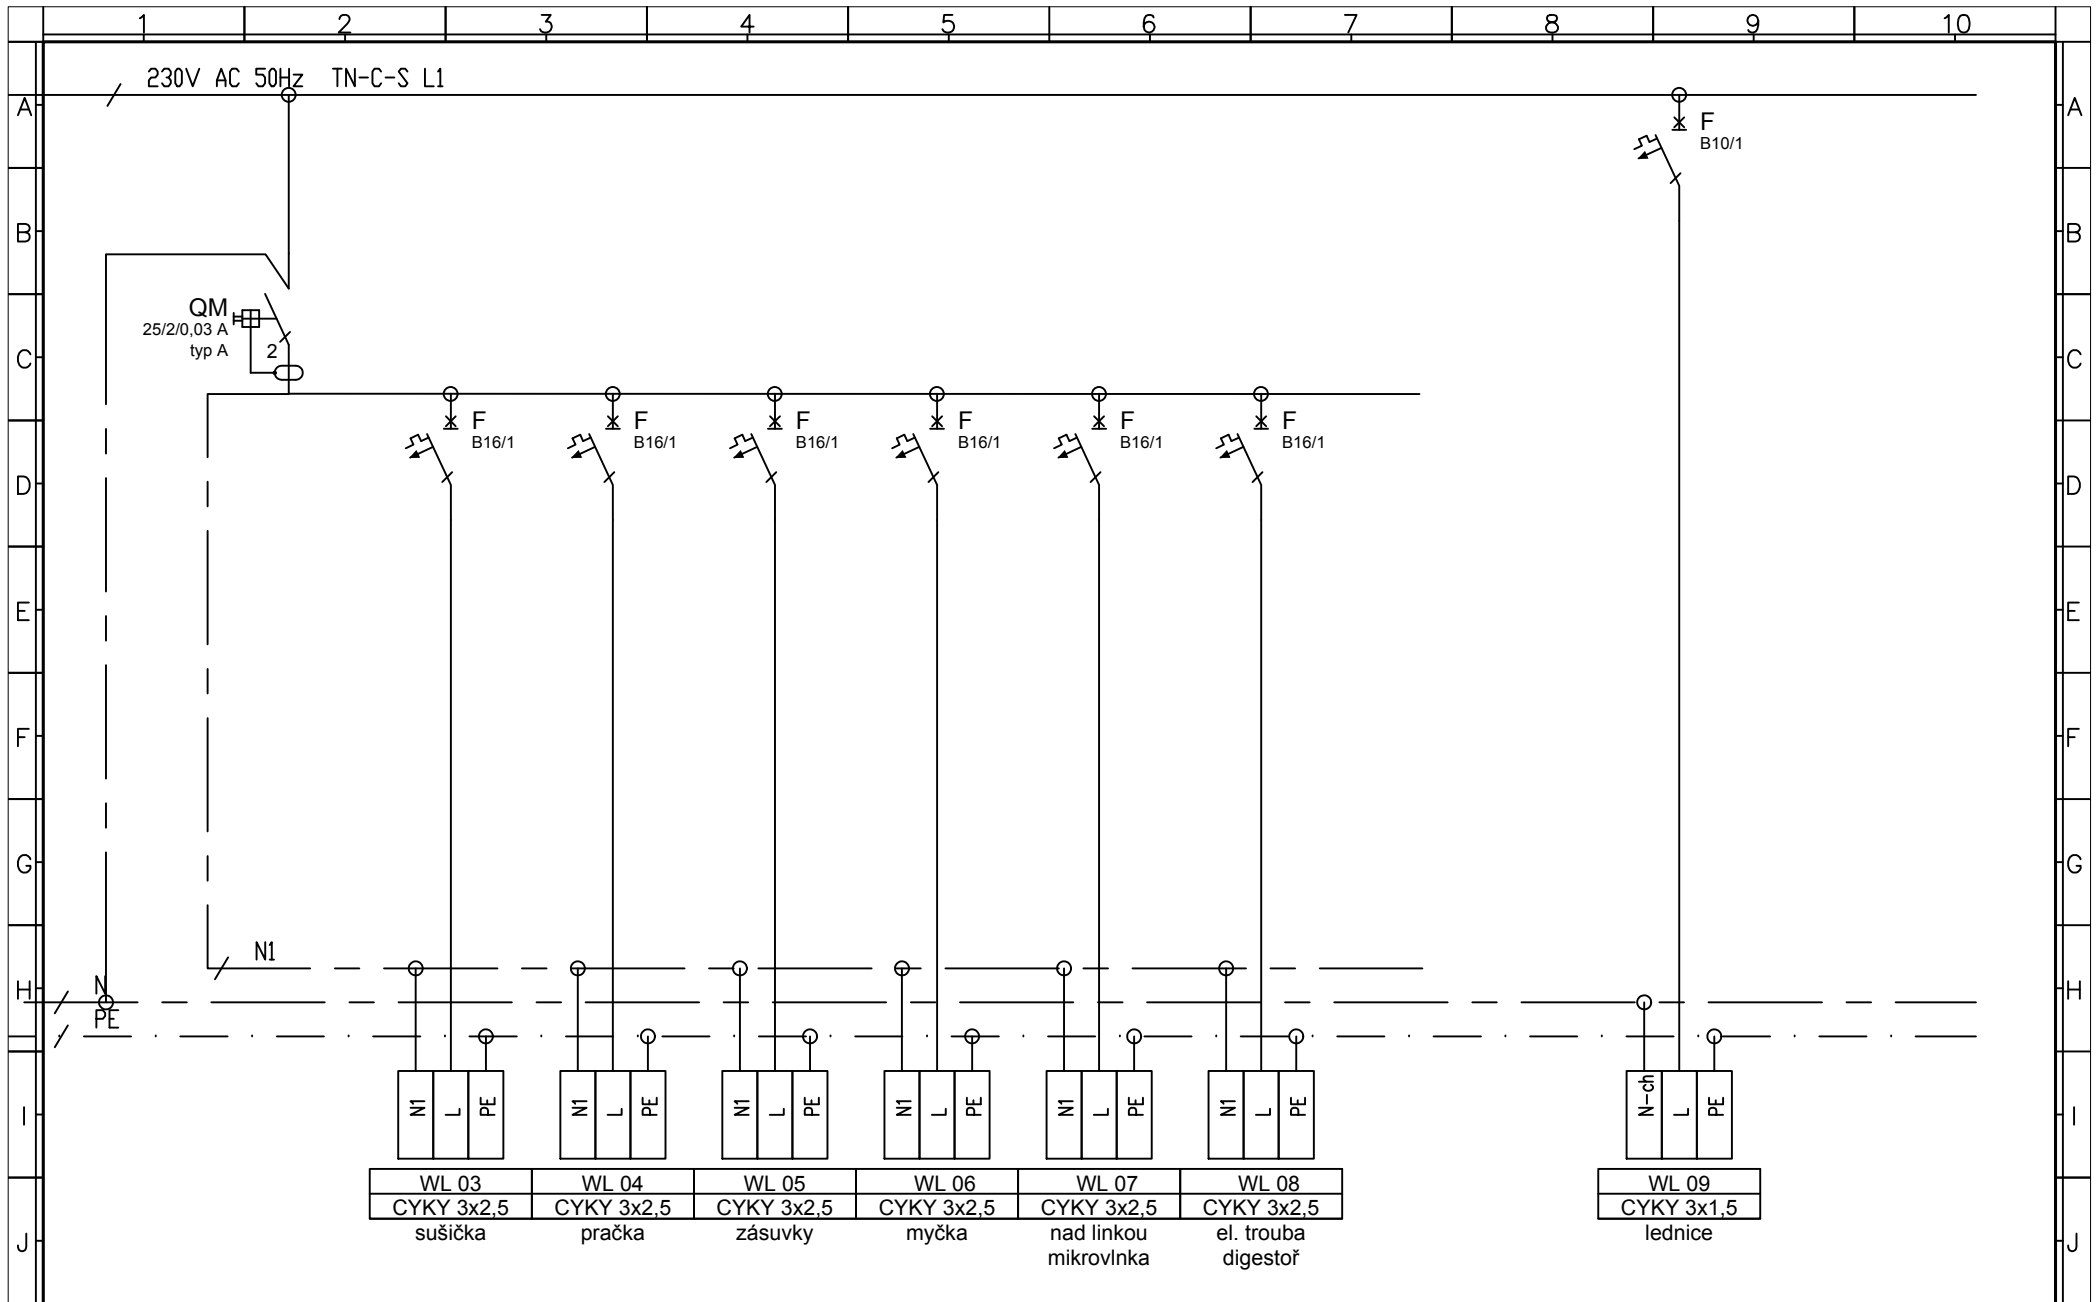 1 2 3 4 5 6 7 8 9 10
230V AC 50Hz TN-C-S L1
A A
F
B10/1
B B
QM
25/2/0,03 A
typ A 2
C C
F F F F F F
B16/1 B16/1 B16/1 B16/1 B16/1 B16/1
D D
E E
F F
G G
N1
N
H H
PE
N1 L PE N1 L PE N1 L PE N1 L PE N1 L PE N1 L PE N-ch L PE
I I
WL 03 WL 04 WL 05 WL 06 WL 07 WL 08 WL 09
CYKY 3x2,5 CYKY 3x2,5 CYKY 3x2,5 CYKY 3x2,5 CYKY 3x2,5 CYKY 3x2,5 CYKY 3x1,5
sušička pračka zásuvky myčka nad linkou el. trouba lednice
J J
mikrovlnka digestoř